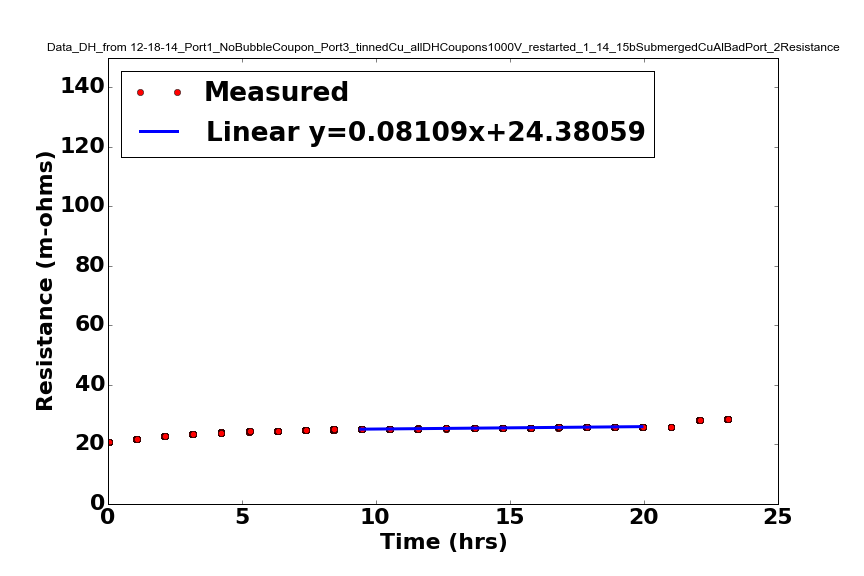 Data_DH_from 12-18-14_Port1_NoBubbleCoupon_Port3_tinnedCu_allDHCoupons1000V_restarted_1_14_15bSubmergedCuAlBadPort_2Resistance
Measured
Linear y=0.08109x+24.38059
Resistance (m-ohms)
140
120
100
80
60
40
20
0
0 5 10 15 20 25
Time (hrs)